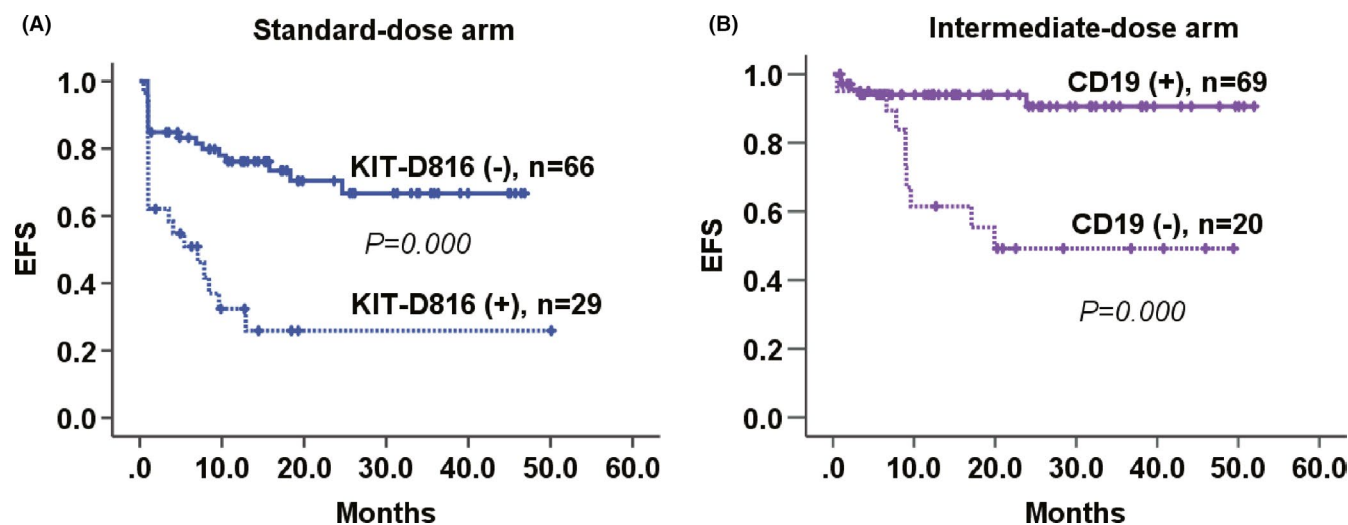 (A)
Standard-dose arm
EFS
1.0
0.8
0.6
0.4
0.2
0.0
KIT-D816 (-), n=66
P=0.000
KIT-D816 (+), n=29
.0 10.0 20.0 30.0 40.0 50.0 60.0
Months
(B)
Intermediate-dose arm
EFS
1.0
0.8
0.6
0.4
0.2
0.0
CD19 (+), n=69
CD19 (-), n=20
P=0.000
.0 10.0 20.0 30.0 40.0 50.0 60.0
Months